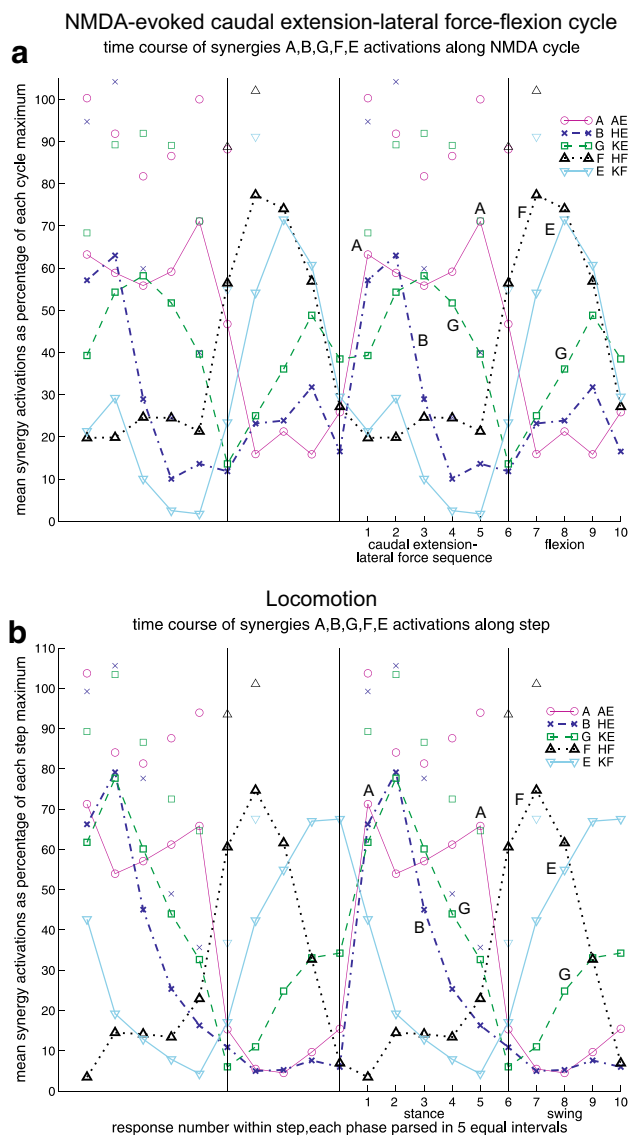 NMDA-evoked caudal extension-lateral force-flexion cycle
a
time course of synergies A,B,G,F,E activations along NMDA cycle
mean synergy activations as percentage of each cycle maximum
100
90
80
70
60
50
40
30
20
10
0
A AE
B HE
G KE
F HF
E KF
A
A
F
E
B
G
G
1 2 3 4 5 6 7 8 9 10
caudal extension-
lateral force sequence
flexion
Locomotion
b
time course of synergies A,B,G,F,E activations along step
mean synergy activations as percentage of each step maximum
110
100
90
80
70
60
50
40
30
20
10
0
A AE
B HE
G KE
F HF
E KF
A
A
F
E
B
G
G
1 2 3 4 5 6 7 8 9 10
stance swing
response number within step,each phase parsed in 5 equal intervals